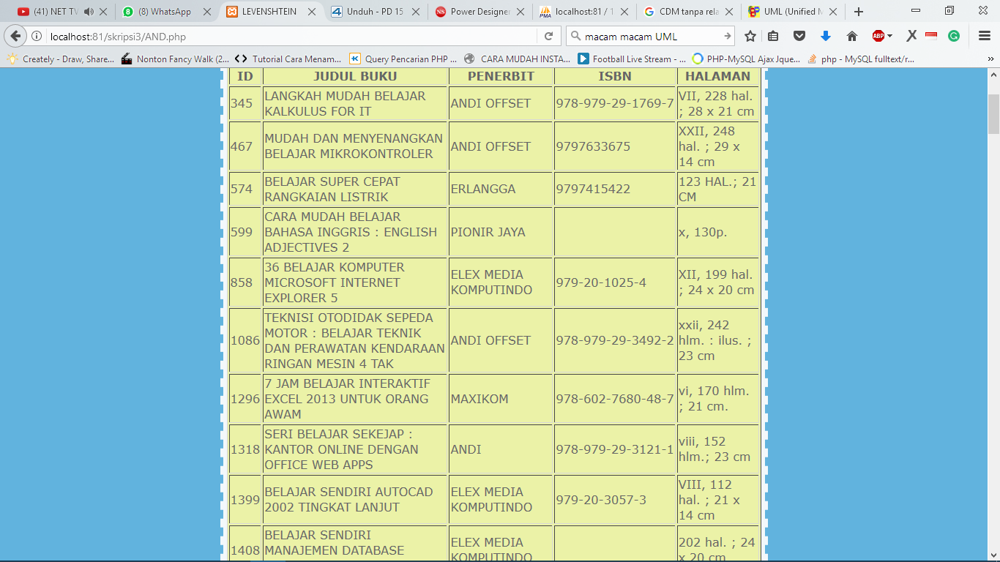 (41) NET TV
(8) WhatsApp
LEVENSHTEIN
Unduh - PD 15
Power Designer
localhost:81 / 1
CDM tanpa rela
UML (Unified M
localhost:81/skripsi3/AND.php
macam macam UML
Creately - Draw, Share...
Nonton Fancy Walk (2...
Tutorial Cara Menam...
Query Pencarian PHP ...
CARA MUDAH INSTA...
Football Live Stream - ...
PHP-MySQL Ajax Jque...
php - MySQL fulltext/r...
ID JUDUL BUKU PENERBIT ISBN HALAMAN
345
LANGKAH MUDAH BELAJAR
KALKULUS FOR IT
ANDI OFFSET
978-979-29-1769-7
VII, 228 hal.
; 28 x 21 cm
467
MUDAH DAN MENYENANGKAN
BELAJAR MIKROKONTROLER
ANDI OFFSET
9797633675
XXII, 248
hal. ; 29 x
14 cm
574
BELAJAR SUPER CEPAT
RANGKAIAN LISTRIK
ERLANGGA
9797415422
123 HAL.; 21
CM
599
CARA MUDAH BELAJAR
BAHASA INGGRIS : ENGLISH
ADJECTIVES 2
PIONIR JAYA
x, 130p.
858
36 BELAJAR KOMPUTER
MICROSOFT INTERNET
EXPLORER 5
ELEX MEDIA
KOMPUTINDO
979-20-1025-4
XII, 199 hal.
; 24 x 20 cm
1086
TEKNISI OTODIDAK SEPEDA
MOTOR : BELAJAR TEKNIK
DAN PERAWATAN KENDARAAN
RINGAN MESIN 4 TAK
ANDI OFFSET
978-979-29-3492-2
xxii, 242
hlm. : ilus. ;
23 cm
1296
7 JAM BELAJAR INTERAKTIF
EXCEL 2013 UNTUK ORANG
AWAM
MAXIKOM
978-602-7680-48-7
vi, 170 hlm.
; 21 cm.
1318
SERI BELAJAR SEKEJAP :
KANTOR ONLINE DENGAN
OFFICE WEB APPS
ANDI
978-979-29-3121-1
viii, 152
hlm.; 23 cm
1399
BELAJAR SENDIRI AUTOCAD
2002 TINGKAT LANJUT
ELEX MEDIA
KOMPUTINDO
979-20-3057-3
VIII, 112
hal. ; 21 x
14 cm
1408
BELAJAR SENDIRI
MANAJEMEN DATABASE
ELEX MEDIA
KOMPUTINDO
202 hal. ; 24
x 20 cm